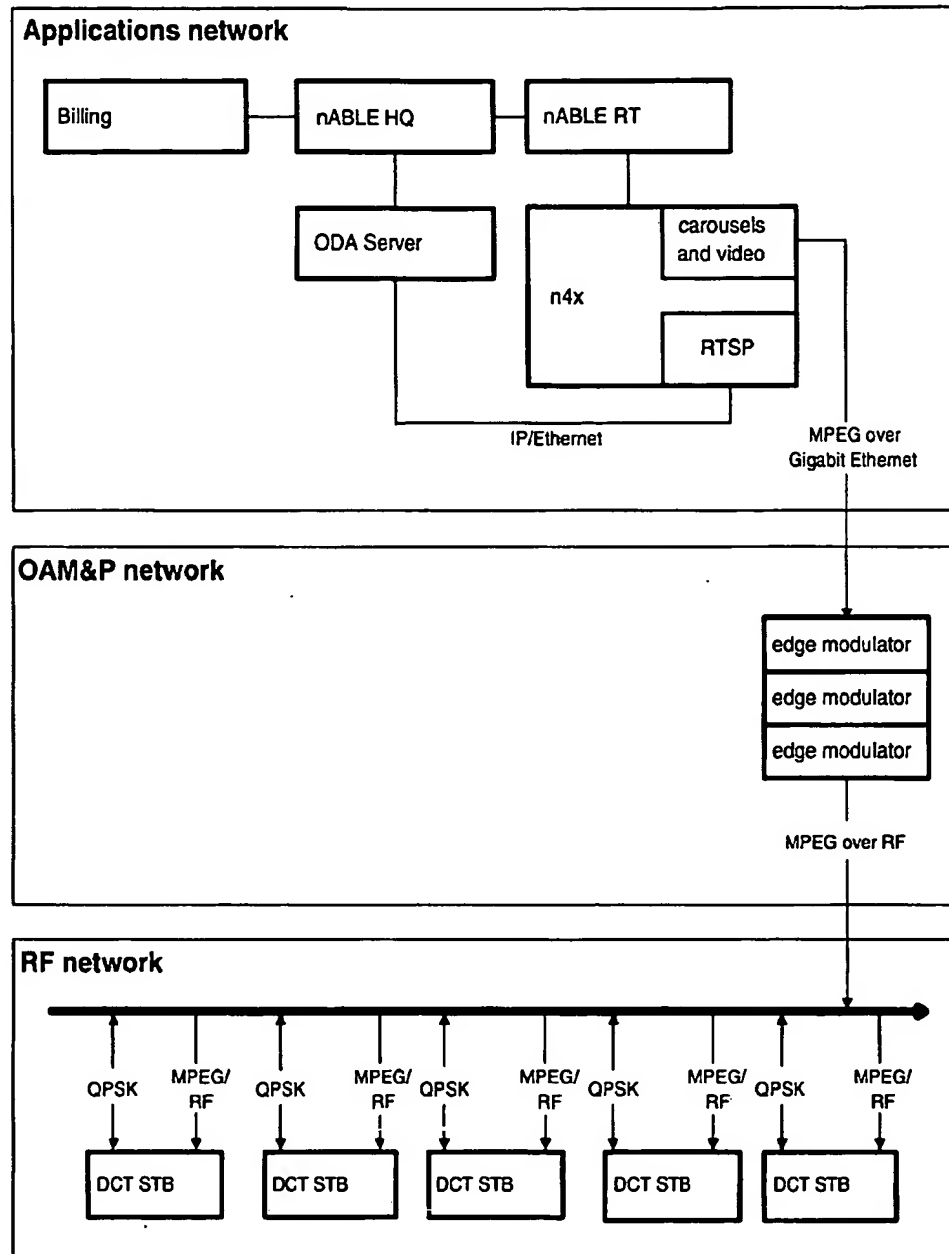 Applications network
Billing
nABLE HQ
nABLE RT
ODA Server
carousels
and video
n4x
RTSP
IP/Ethernet
MPEG over
Gigabit Ethernet
OAM&P network
edge modulator
edge modulator
edge modulator
MPEG over RF
RF network
QPSK
MPEG/
RF
QPSK
MPEG/
RF
QPSK
MPEG/
RF
QPSK
MPEG/
RF
QPSK
MPEG/
RF
DCT STB
DCT STB
DCT STB
DCT STB
DCT STB